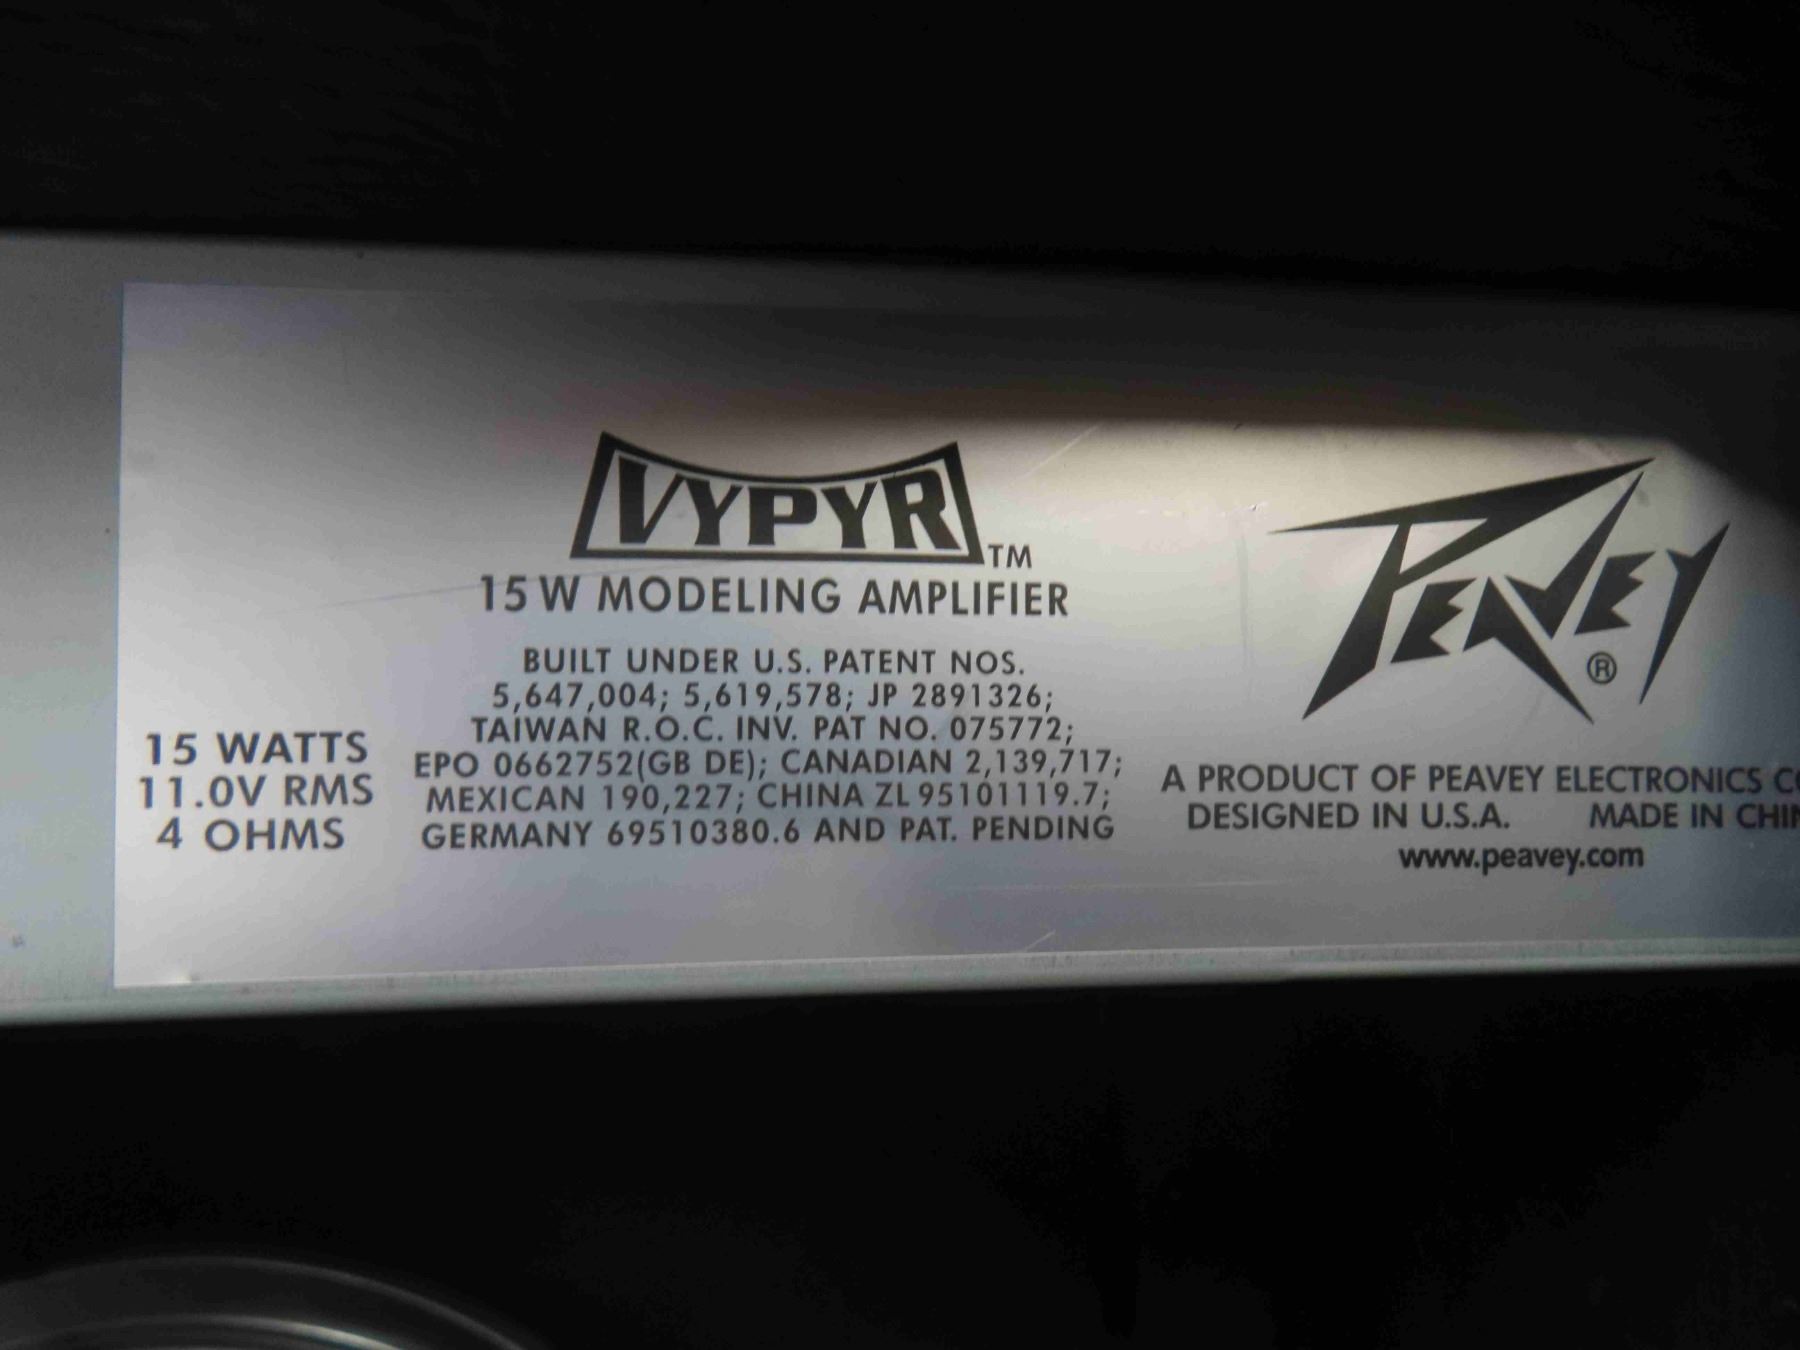 VYPYR TM
15 W MODELING AMPLIFIER
BUILT UNDER U.S. PATENT NOS.
5,647,004; 5,619,578; JP 2891326;
TAIWAN R.O.C. INV. PAT NO. 075772;
EPO 0662752(GB DE); CANADIAN 2,139,717;
MEXICAN 190,227; CHINA ZL 95101119.7;
GERMANY 69510380.6 AND PAT. PENDING
15 WATTS
11.0V RMS
4 OHMS
PEAVEY ®
A PRODUCT OF PEAVEY ELECTRONICS
DESIGNED IN U.S.A. MADE IN
www.peavey.com